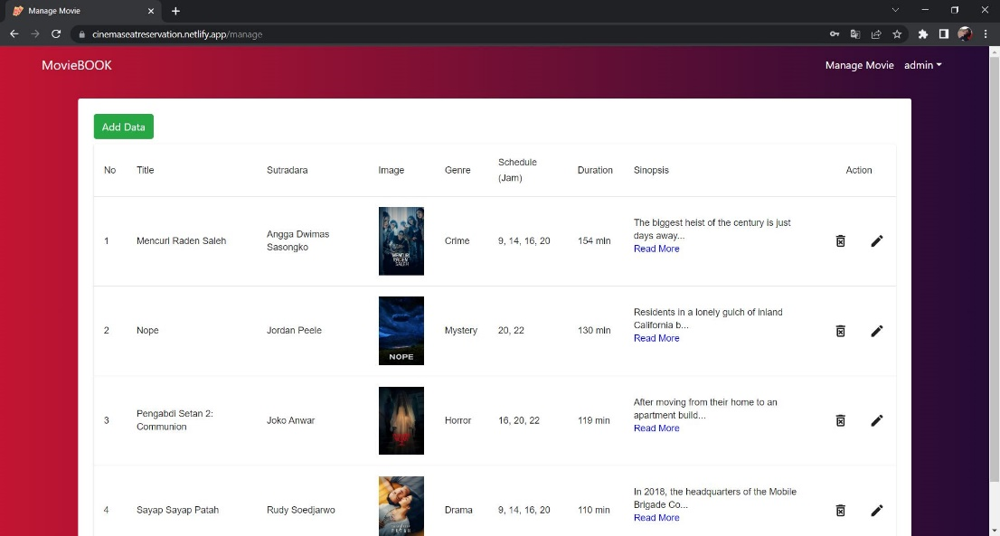 Manage Movie
cinemaseatreservation.netlify.app/manage
MovieBOOK
Manage Movie admin
Add Data
No Title Sutradara Image Genre Schedule (Jam) Duration Sinopsis Action
1 Mencuri Raden Saleh Angga Dwimas Sasongko Crime 9, 14, 16, 20 154 min
The biggest heist of the century is just
days away...
Read More
MENCURI
RADEN
SALEH
2 Nope Jordan Peele Mystery 20, 22 130 min
Residents in a lonely gulch of inland
California b...
Read More
NOPE
3 Pengabdi Setan 2: Communion Joko Anwar Horror 16, 20, 22 119 min
After moving from their home to an
apartment build...
Read More
4 Sayap Sayap Patah Rudy Soedjarwo Drama 9, 14, 16, 20 110 min
In 2018, the headquarters of the Mobile
Brigade Co...
Read More
PATAH